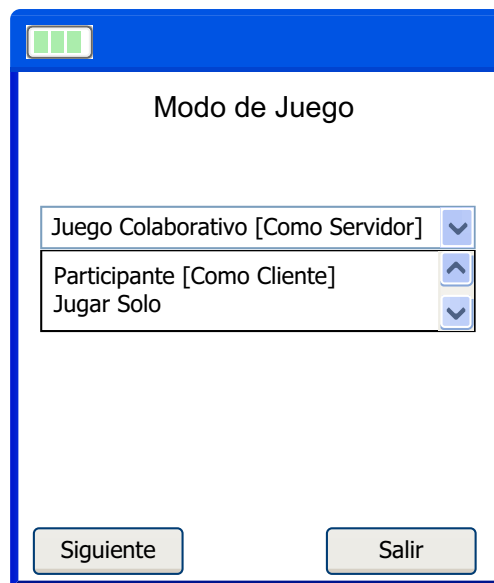 Modo de Juego
Juego Colaborativo [Como Servidor]
Participante [Como Cliente]
Jugar Solo
Siguiente
Salir